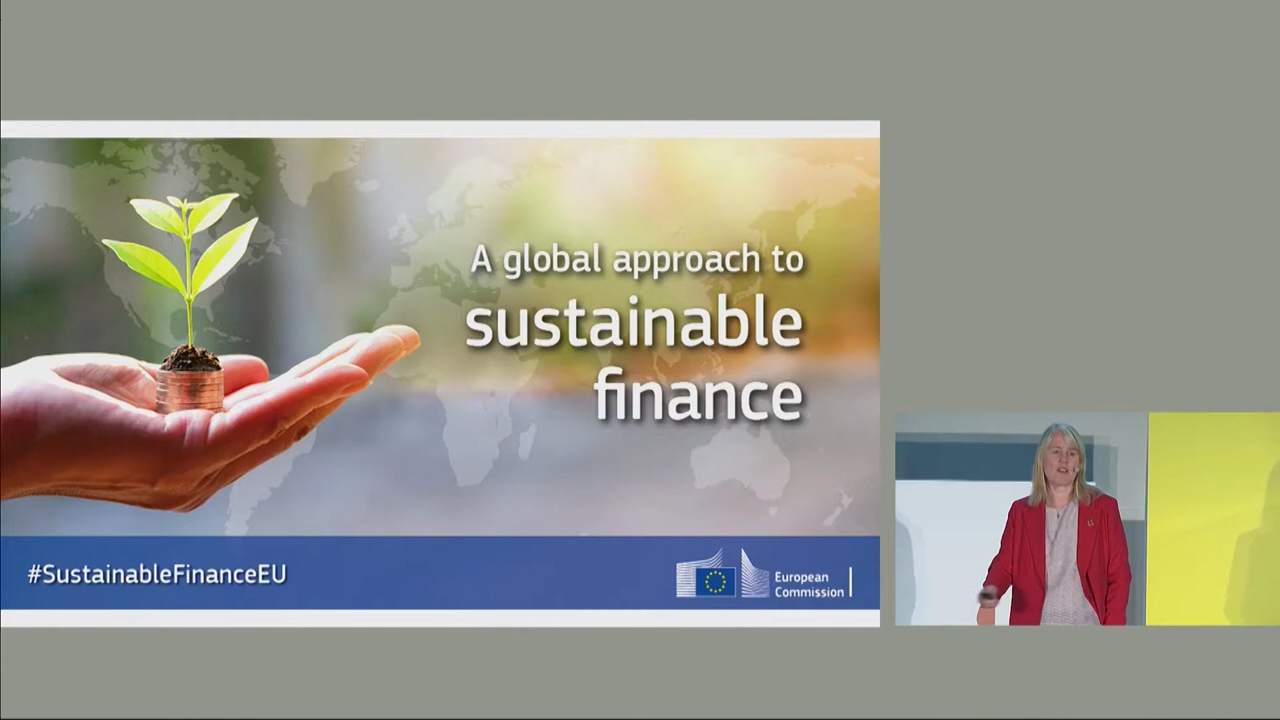 A global approach to
sustainable
finance
#SustainableFinanceEU
European
Commission